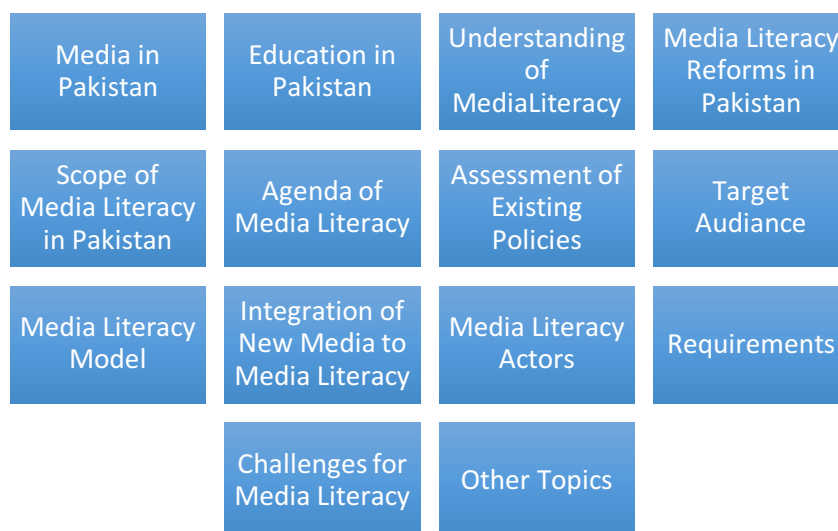 Media in
Pakistan
Education in
Pakistan
Understanding
of
MediaLiteracy
Media Literacy
Reforms in
Pakistan
Scope of
Media Literacy
in Pakistan
Agenda of
Media Literacy
Assessment of
Existing
Policies
Target
Audiance
Media Literacy
Model
Integration of
New Media to
Media Literacy
Media Literacy
Actors
Requirements
Challenges for
Media Literacy
Other Topics